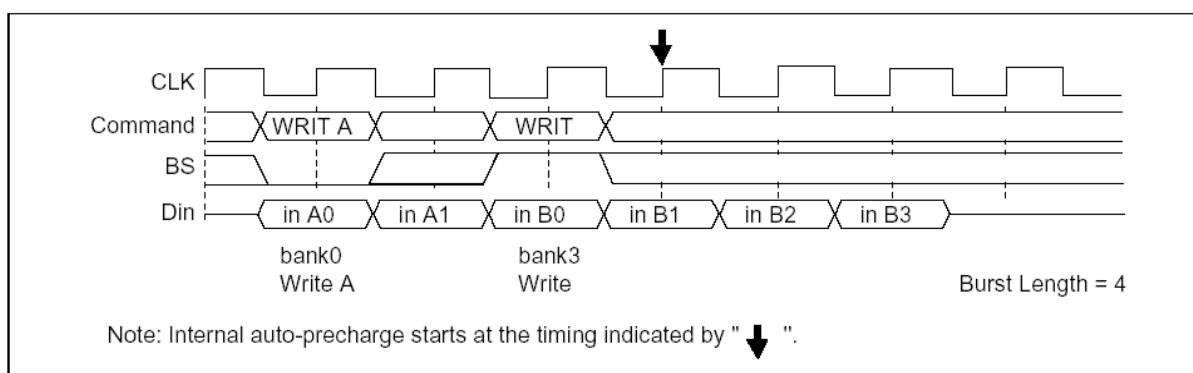 CLK
Command WRIT A WRIT
BS
Din in A0 in A1 in B0 in B1 in B2 in B3
bank0 bank3
Write A Write Burst Length = 4
Note: Internal auto-precharge starts at the timing indicated by " ".